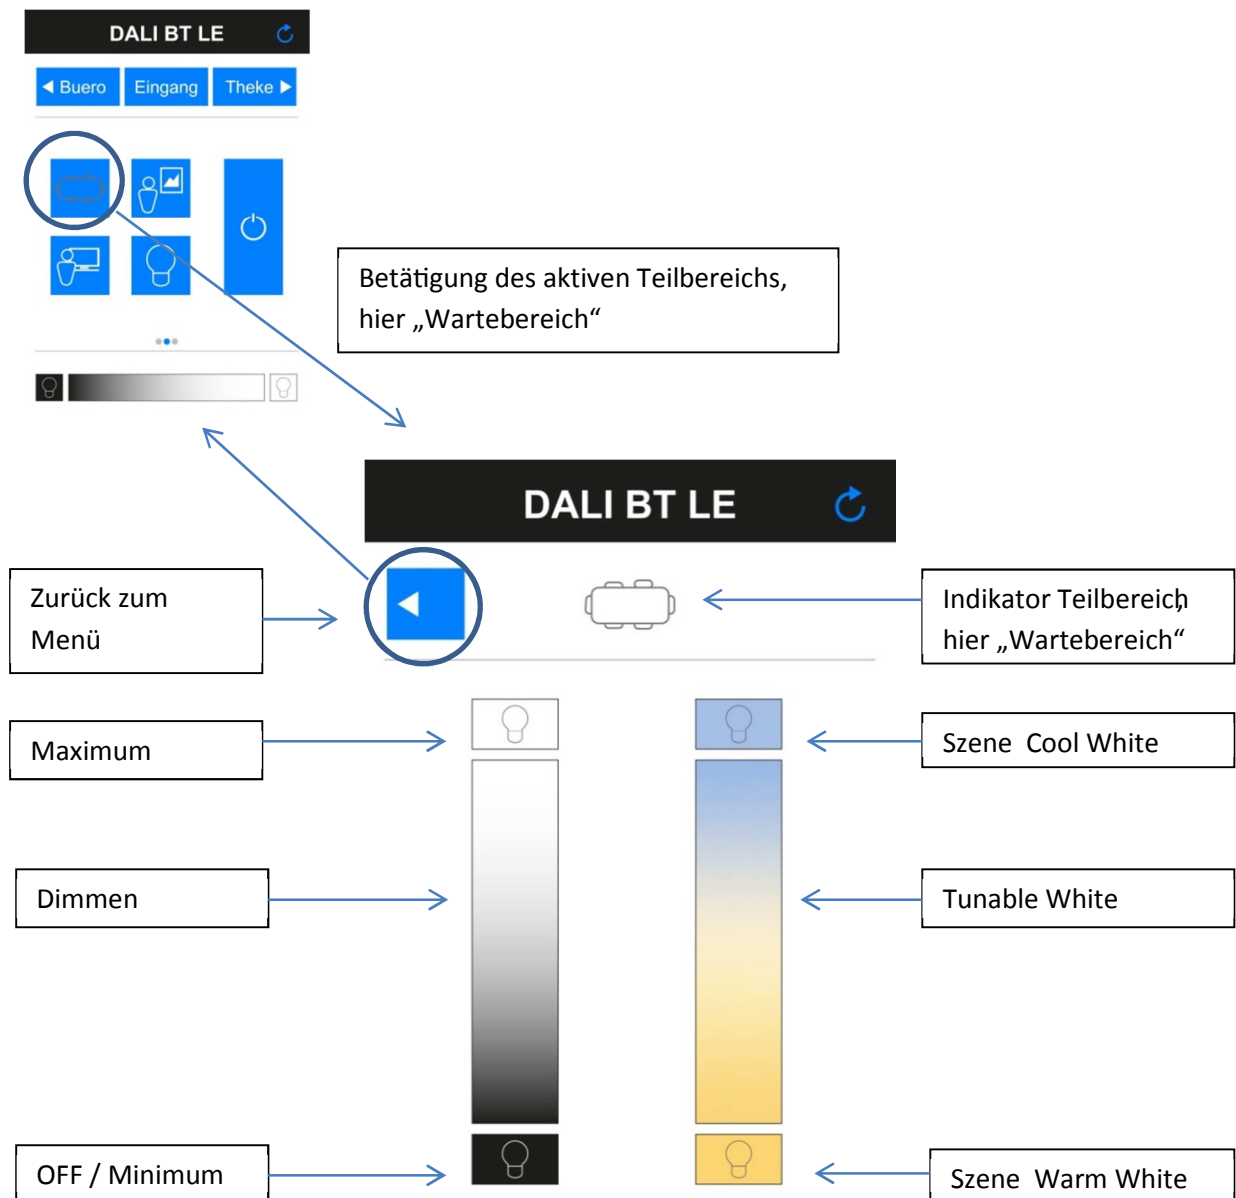 DALI BT LE
◀ Buero Eingang Theke ▶
Betätigung des aktiven Teilbereichs,
hier „Wartebereich“
DALI BT LE
Zurück zum
Menü
Indikator Teilbereich,
hier „Wartebereich“
Maximum
Szene Cool White
Dimmen
Tunable White
OFF / Minimum
Szene Warm White